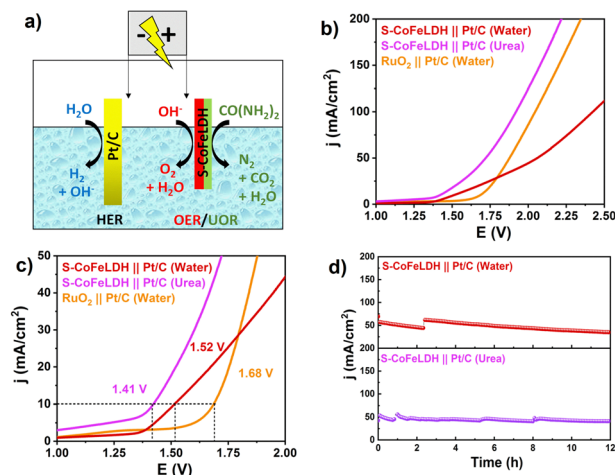 a)
- +
H₂O
Pt/C
H₂
+ OH⁻
HER
OH⁻
S-CoFeLDH
CO(NH₂)₂
O₂
+ H₂O
N₂
+ CO₂
+ H₂O
OER/UOR
b)
S-CoFeLDH || Pt/C (Water)
S-CoFeLDH || Pt/C (Urea)
RuO₂ || Pt/C (Water)
j (mA/cm²)
200
150
100
50
0
1.00 1.25 1.50 1.75 2.00 2.25 2.50
E (V)
c)
S-CoFeLDH || Pt/C (Water)
S-CoFeLDH || Pt/C (Urea)
RuO₂ || Pt/C (Water)
j (mA/cm²)
50
40
30
20
10
0
1.41 V
1.52 V
1.68 V
1.00 1.25 1.50 1.75 2.00
E (V)
d)
S-CoFeLDH || Pt/C (Water)
j (mA/cm²)
200
150
100
50
S-CoFeLDH || Pt/C (Urea)
150
100
50
0
0 2 4 6 8 10 12
Time (h)